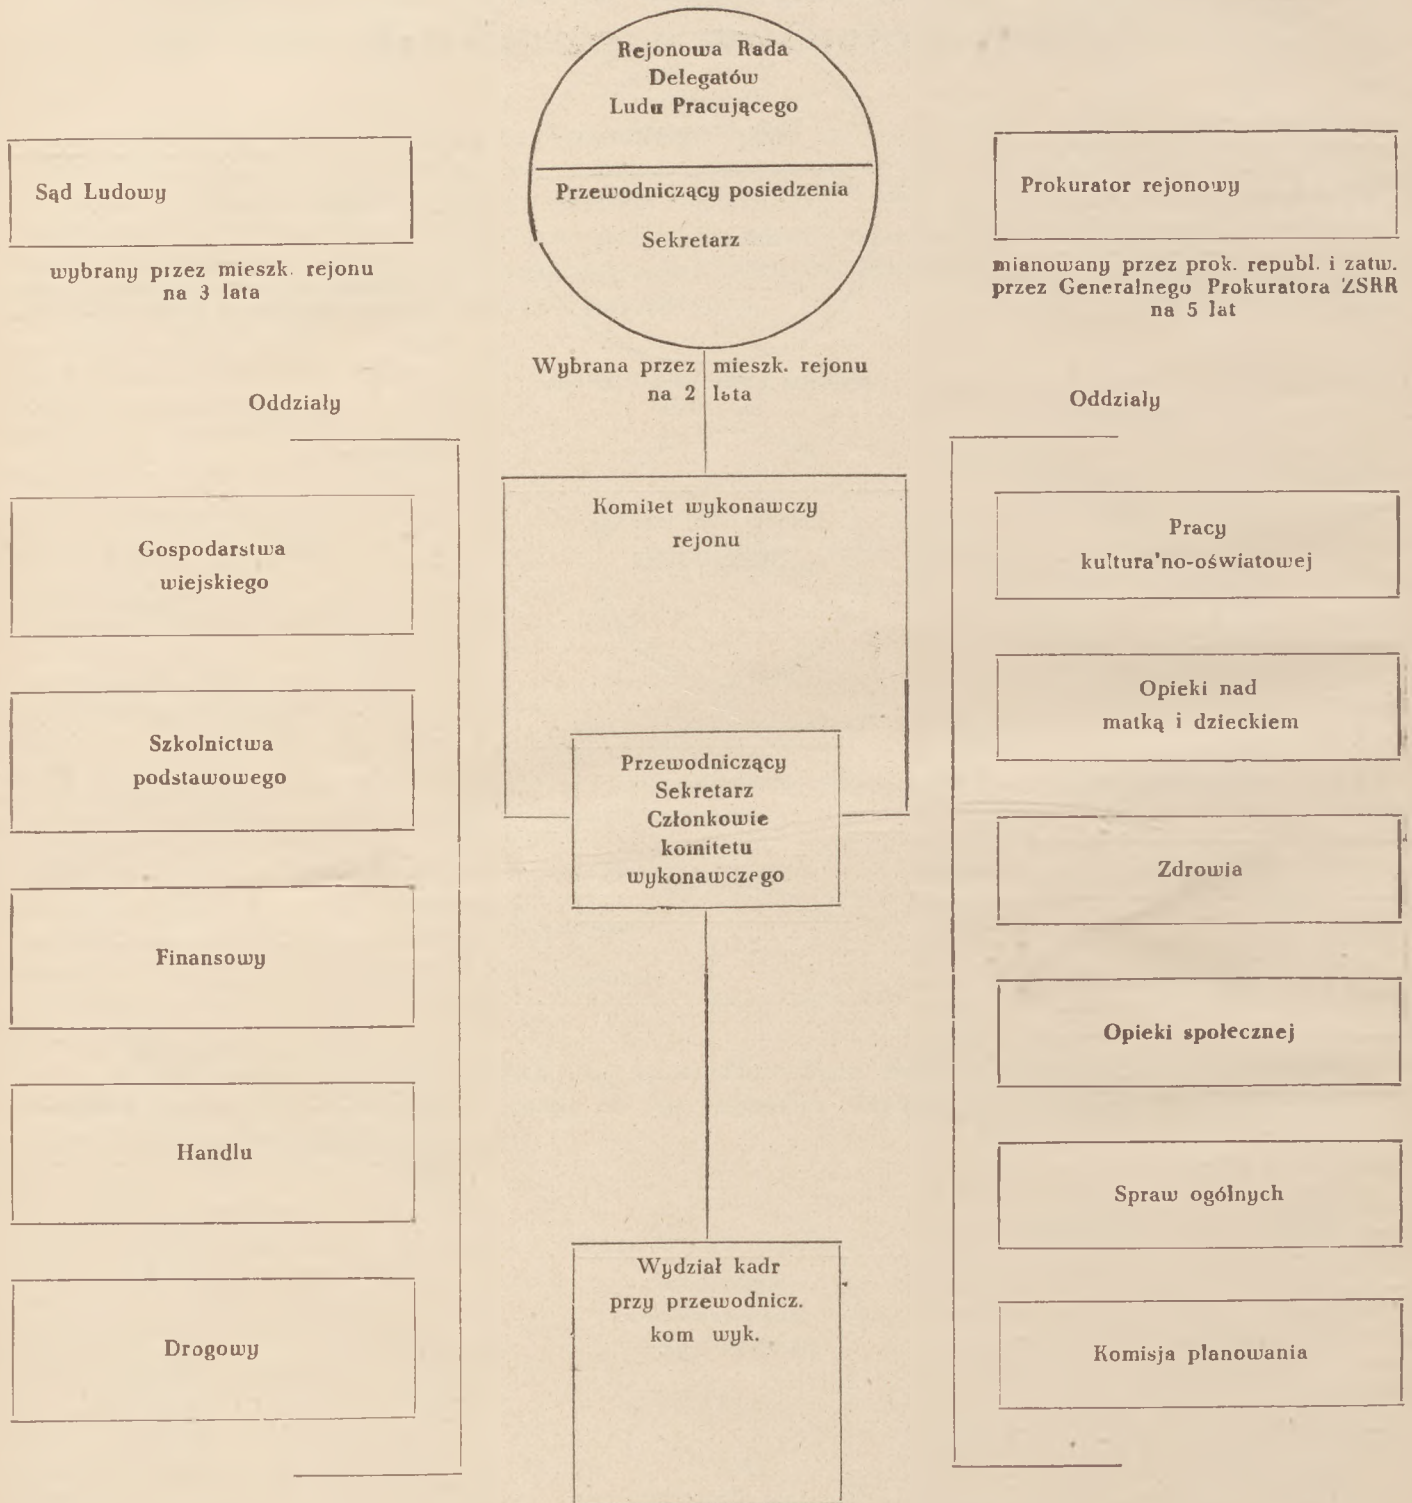 Rejonowa Rada
Delegatów
Ludu Pracującego
Przewodniczący posiedzenia
Sekretarz
Wybrana przez mieszk. rejonu
na 2 lata
Sąd Ludowy
wybrany przez mieszk. rejonu
na 3 lata
Prokurator rejonowy
mianowany przez prok. republ. i zatw.
przez Generalnego Prokuratora ZSRR
na 5 lat
Oddziały
Gospodarstwa
wiejskiego
Szkolnictwa
podstawowego
Finansowy
Handlu
Drogowy
Komitet wykonawczy
rejonu
Przewodniczący
Sekretarz
Członkowie
komitetu
wykonawczego
Wydział kadr
przy przewodnicz.
kom wyk.
Oddziały
Pracy
kultura'no-oświatowej
Opieki nad
matką i dzieckiem
Zdrowia
Opieki społecznej
Spraw ogólnych
Komisja planowania